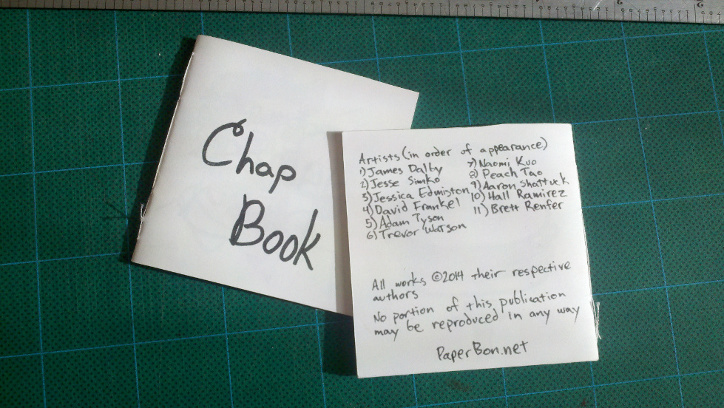 Chap
Book
Artists (in order of appearance)
1) James Dalby
2) Jesse Simko
3) Jessica Edmiston
4) David Frankel
5) Adam Tyson
6) Trevor Watson
7) Naomi Kuo
8) Peach Tao
9) Aaron Shattuck
10) Hall Ramirez
11) Brett Renfer
All works ©2014 their respective
authors
No portion of this publication
may be reproduced in any way
PaperBon.net